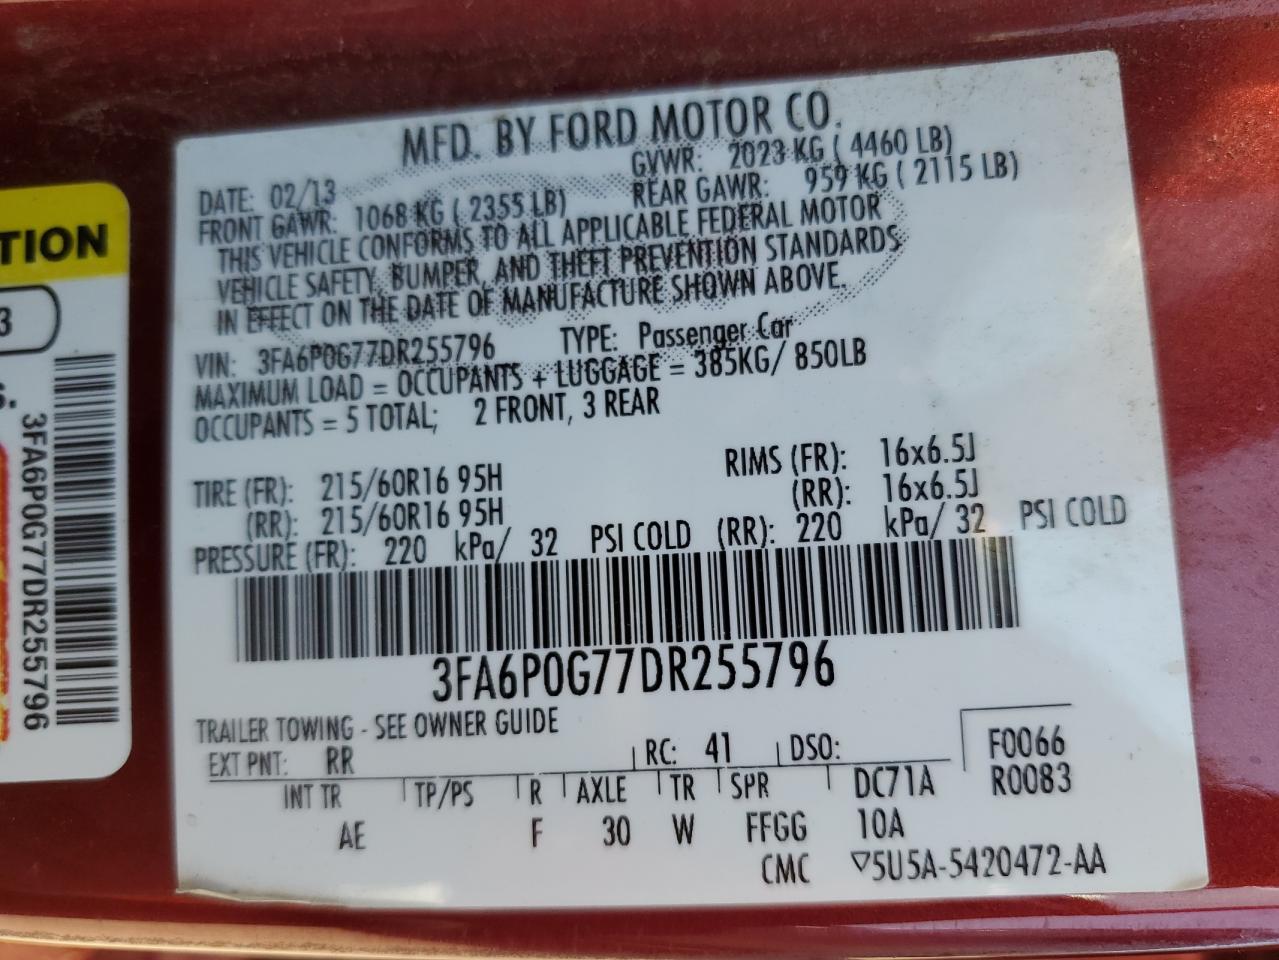 MFD. BY FORD MOTOR CO.
DATE: 02/13 GVWR: 2023 KG ( 4460 LB)
FRONT GAWR: 1068 KG ( 2355 LB) REAR GAWR: 959 KG ( 2115 LB)
THIS VEHICLE CONFORMS TO ALL APPLICABLE FEDERAL MOTOR
VEHICLE SAFETY, BUMPER, AND THEFT PREVENTION STANDARDS
IN EFFECT ON THE DATE OF MANUFACTURE SHOWN ABOVE.
VIN: 3FA6P0G77DR255796 TYPE: Passenger Car
MAXIMUM LOAD = OCCUPANTS + LUGGAGE = 385KG/ 850LB
OCCUPANTS = 5 TOTAL; 2 FRONT, 3 REAR
TIRE (FR): 215/60R16 95H RIMS (FR): 16x6.5J
(RR): 215/60R16 95H (RR): 16x6.5J
PRESSURE (FR): 220 kPa/ 32 PSI COLD (RR): 220 kPa/ 32 PSI COLD
3FA6P0G77DR255796
TRAILER TOWING - SEE OWNER GUIDE
EXT PNT: RR RC: 41 DSO: F0066
INT TR TP/PS R AXLE TR SPR DC71A R0083
AE F 30 W FFGG 10A
CMC ▽5U5A-5420472-AA
TION
3
S.
3FA6P0G77DR255796